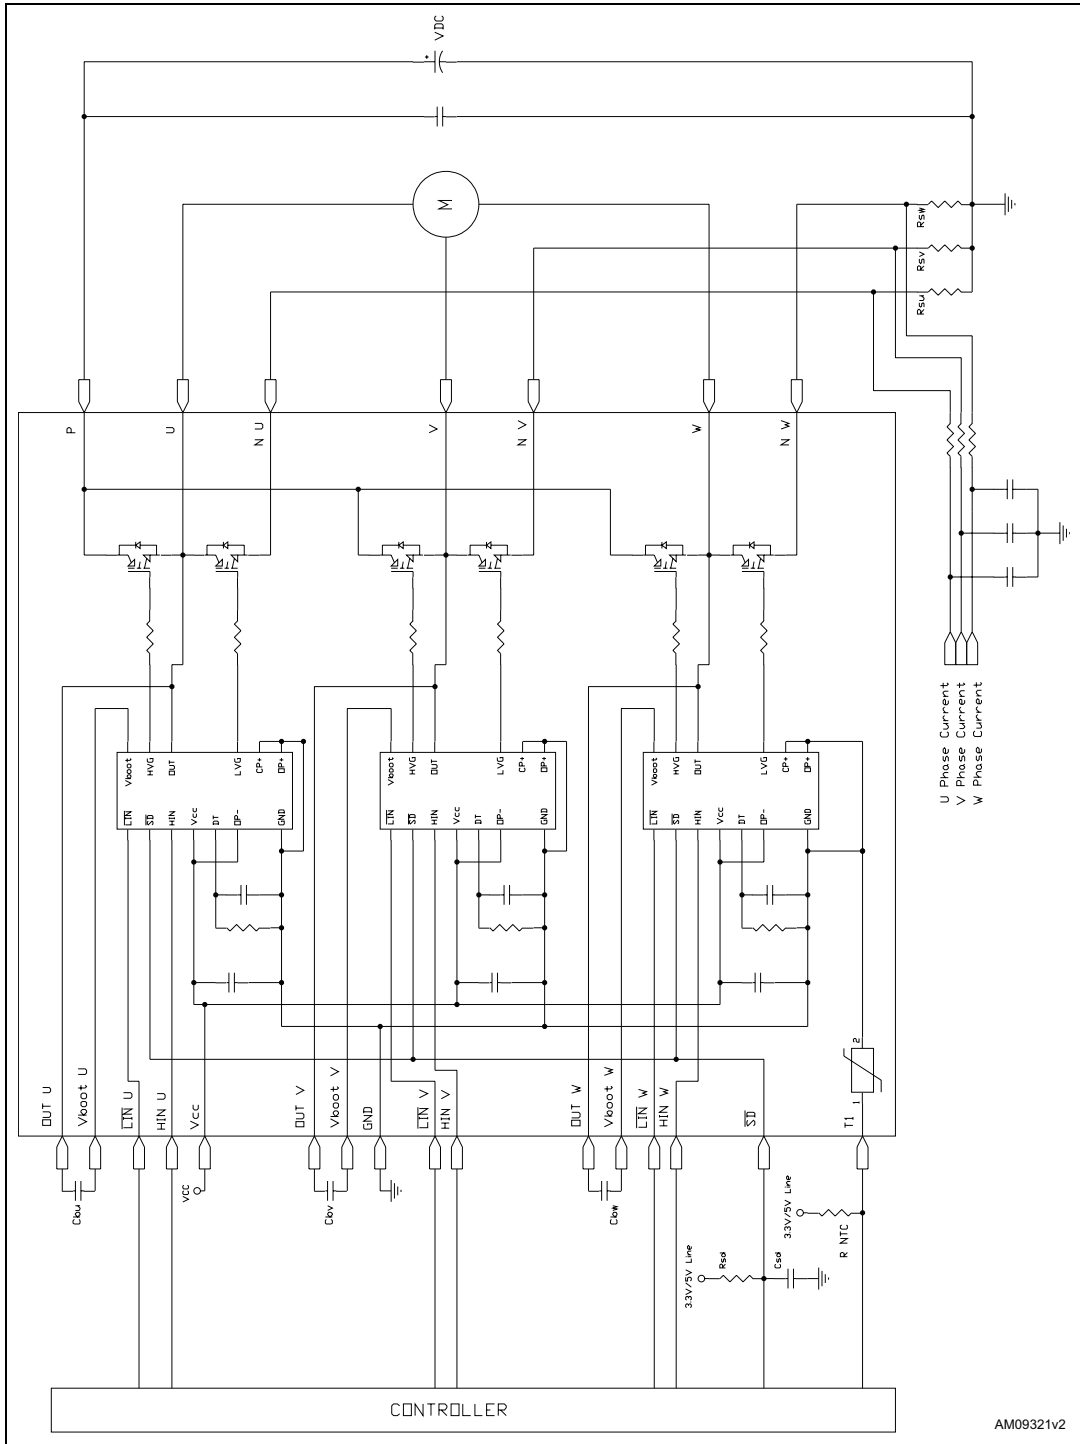 VDC
+
M
Rsw
Rsv
Rsu
P
U
N U
V
N V
W
N W
U Phase Current
V Phase Current
W Phase Current
Vboot
HVG
OUT
LVG
CP+
OP+
LIN
SD
HIN
Vcc
DT
OP-
GND
Vboot
HVG
OUT
LVG
CP+
OP+
LIN
SD
HIN
Vcc
DT
OP-
GND
Vboot
HVG
OUT
LVG
CP+
OP+
LIN
SD
HIN
Vcc
DT
OP-
GND
2
1
OUT U
Vboot U
LIN U
HIN U
Vcc
OUT V
Vboot V
GND
LIN V
HIN V
OUT W
Vboot W
LIN W
HIN W
SD
T1
Cbu
VCC
Cbv
Cbw
3.3V/5V Line
Rsd
Csd
3.3V/5V Line
R NTC
CONTROLLER
AM09321v2